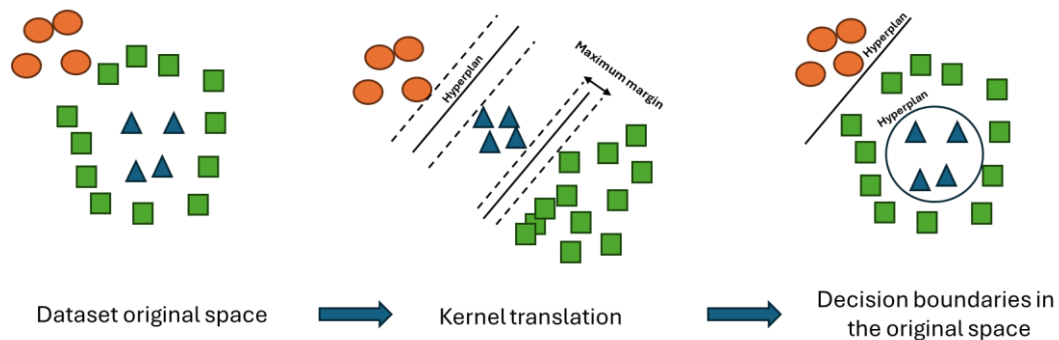 Hyperplan
Maximum margin
Hyperplan
Hyperplan
Dataset original space
Kernel translation
Decision boundaries in
the original space